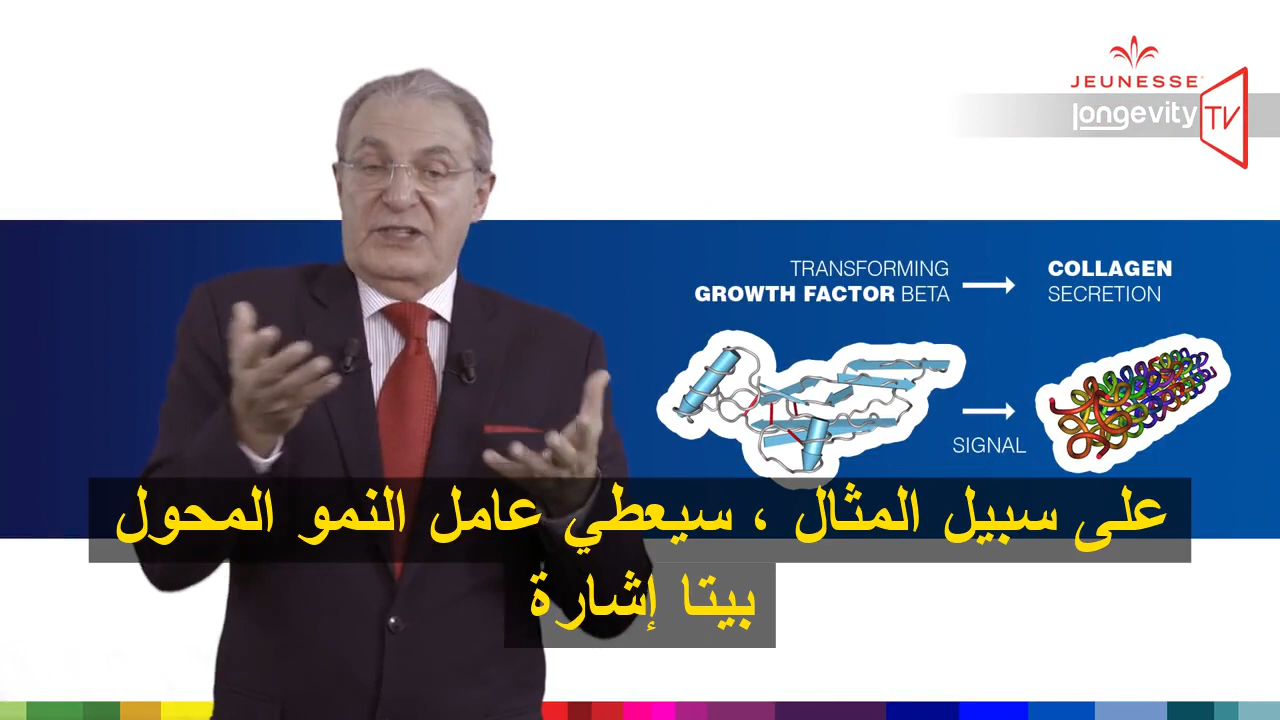 JEUNESSE
longevity TV
TRANSFORMING
GROWTH FACTOR BETA
COLLAGEN
SECRETION
SIGNAL
على سبيل المثال ، سيعطي عامل النمو المحول
بيتا إشارة